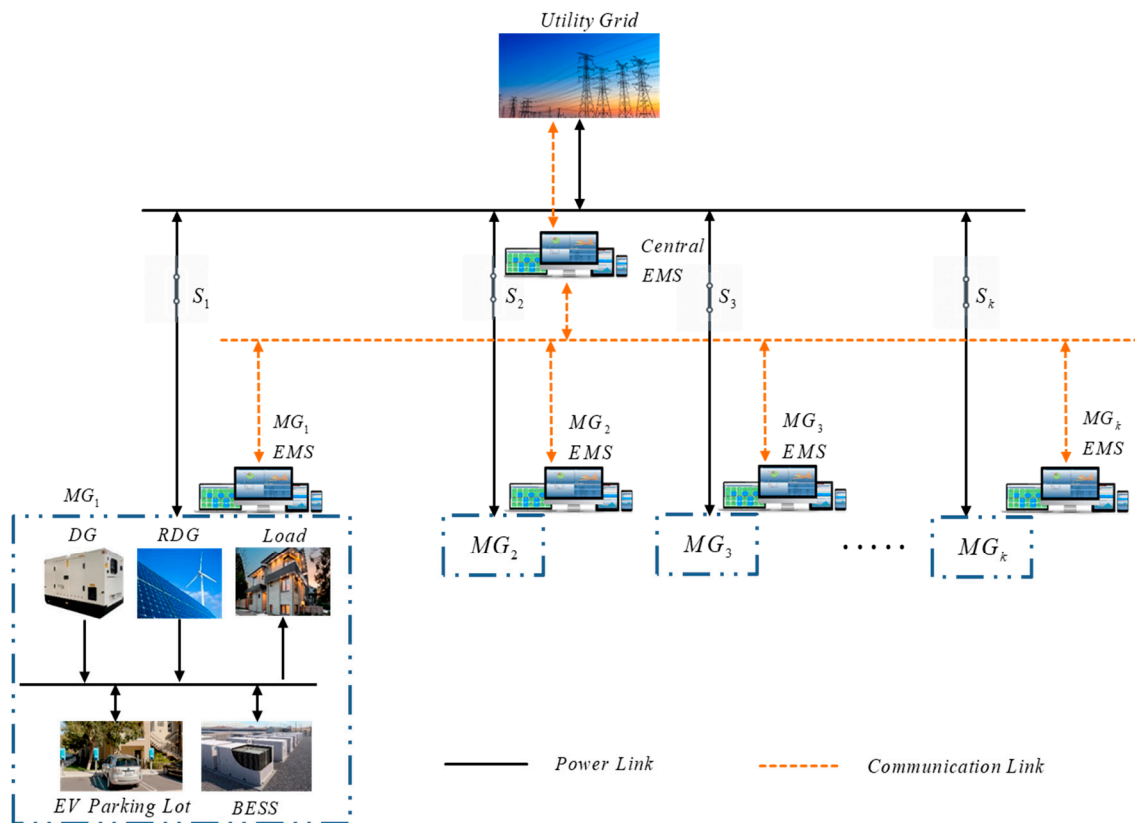 Utility Grid
Central
EMS
S₁
S₂
S₃
Sₖ
MG₁
EMS
MG₂
EMS
MG₃
EMS
MGₖ
EMS
MG₁
DG
RDG
Load
MG₂
MG₃
. . . . .
MGₖ
EV Parking Lot
BESS
Power Link
Communication Link